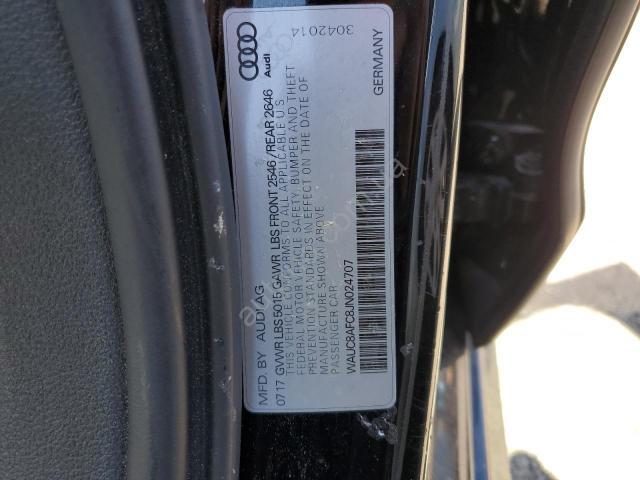 Audi
3042014
MFD. BY AUDI AG
GERMANY
07 17 GVWR LBS 5015 GAWR LBS FRONT 2546 / REAR 2646
THIS VEHICLE CONFORMS TO ALL APPLICABLE U.S.
FEDERAL MOTOR VEHICLE SAFETY, BUMPER AND THEFT
PREVENTION STANDARDS IN EFFECT ON THE DATE OF
MANUFACTURE SHOWN ABOVE
PASSENGER CAR
WAUC8AFC8JN024707